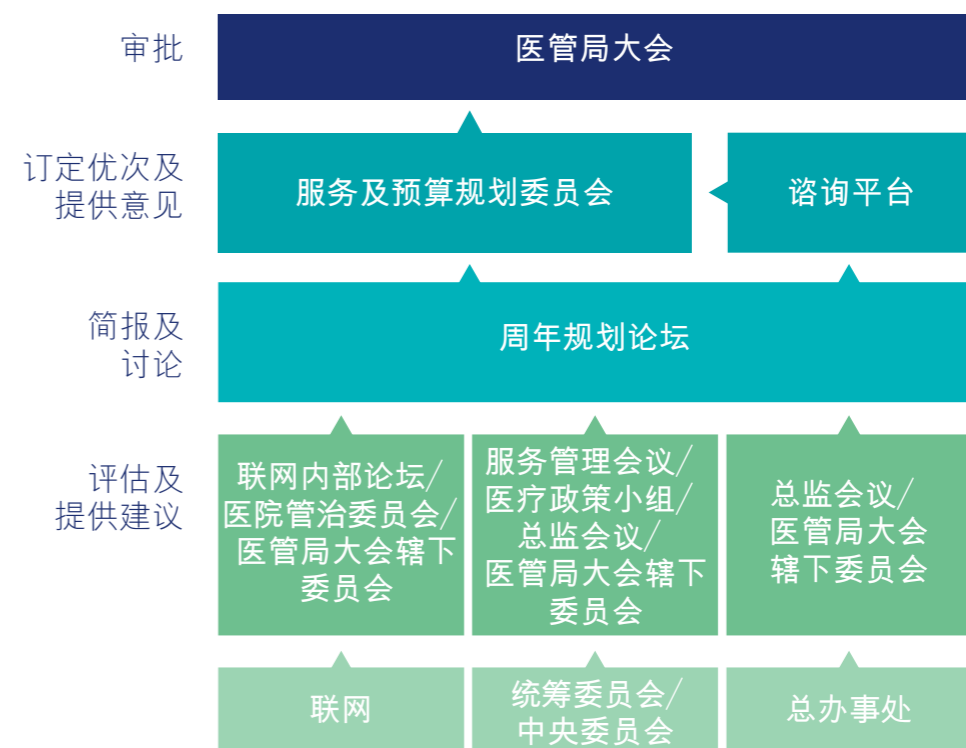 审批
医管局大会
订定优次及
提供意见
服务及预算规划委员会
谘询平台
简报及
讨论
周年规划论坛
评估及
提供建议
联网内部论坛/
医院管治委员会/
医管局大会辖下
委员会
服务管理会议/
医疗政策小组/
总监会议/
医管局大会辖下
委员会
总监会议/
医管局大会
辖下委员会
联网
统筹委员会/
中央委员会
总办事处